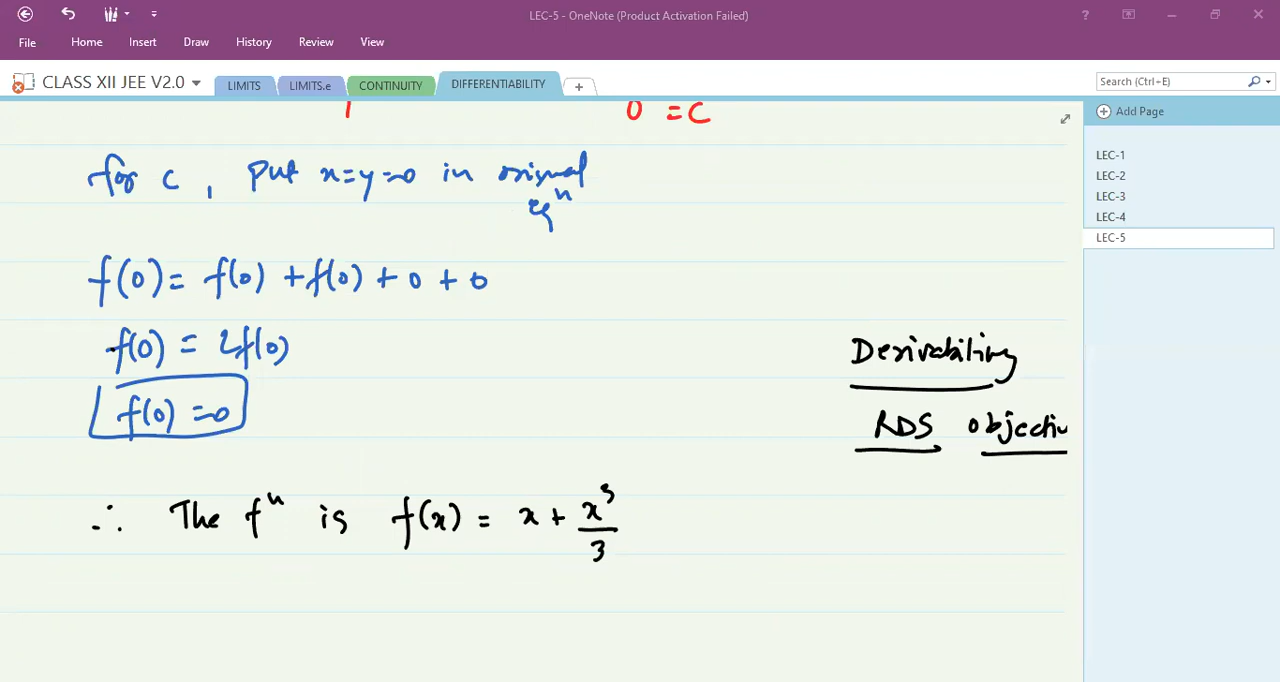 LEC-5 - OneNote (Product Activation Failed)
File Home Insert Draw History Review View
CLASS XII JEE V2.0
LIMITS LIMITS.e CONTINUITY DIFFERENTIABILITY
Search (Ctrl+E)
Add Page
LEC-1
LEC-2
LEC-3
LEC-4
LEC-5
0 = C
for c, put x=y=0 in original
eqⁿ
f(0) = f(0) + f(0) + 0 + 0
f(0) = 2f(0)
f(0) = 0
Derivability
RDS objectiv
∴ The fⁿ is f(x) = x + x³/3